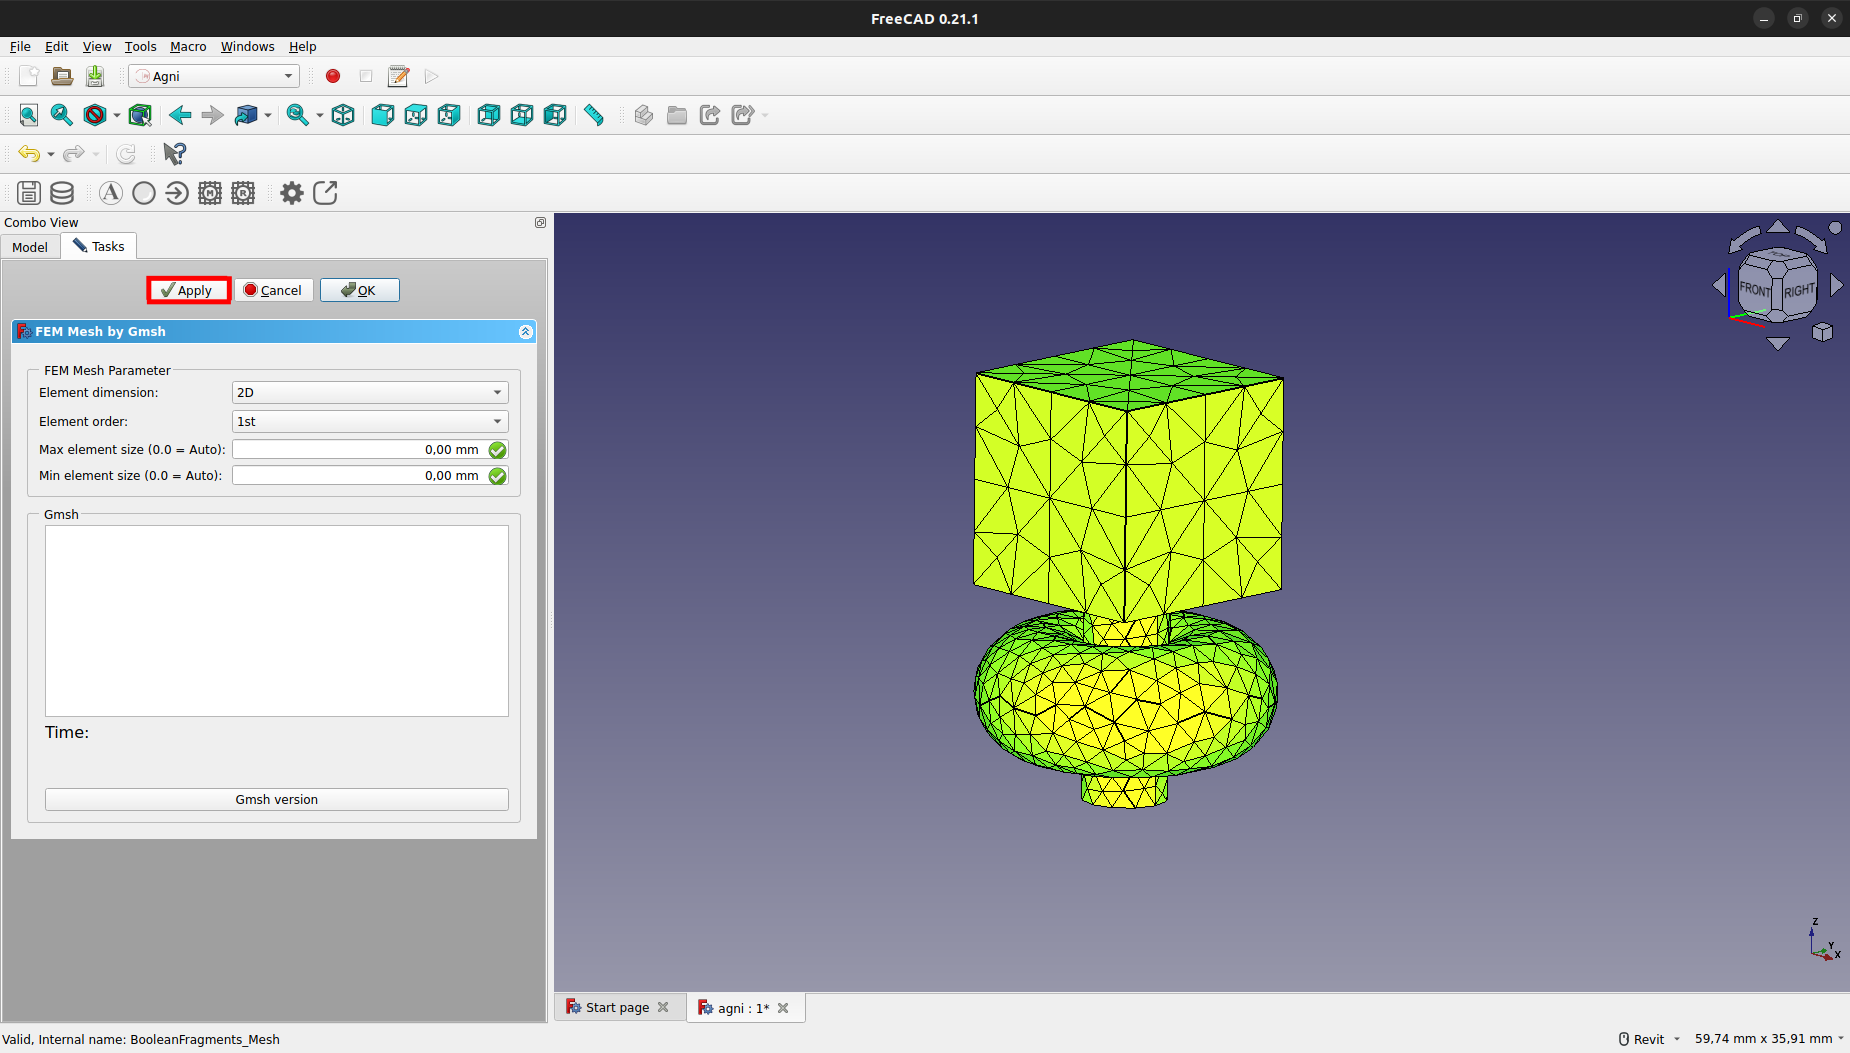 FreeCAD 0.21.1
File Edit View Tools Macro Windows Help
Agni
Combo View
Model Tasks
Apply Cancel OK
FEM Mesh by Gmsh
FEM Mesh Parameter
Element dimension: 2D
Element order: 1st
Max element size (0.0 = Auto): 0,00 mm
Min element size (0.0 = Auto): 0,00 mm
Gmsh
Time:
Gmsh version
TOP
FRONT RIGHT
Z
Y
X
Start page agni : 1*
Valid, Internal name: BooleanFragments_Mesh
Revit 59,74 mm x 35,91 mm